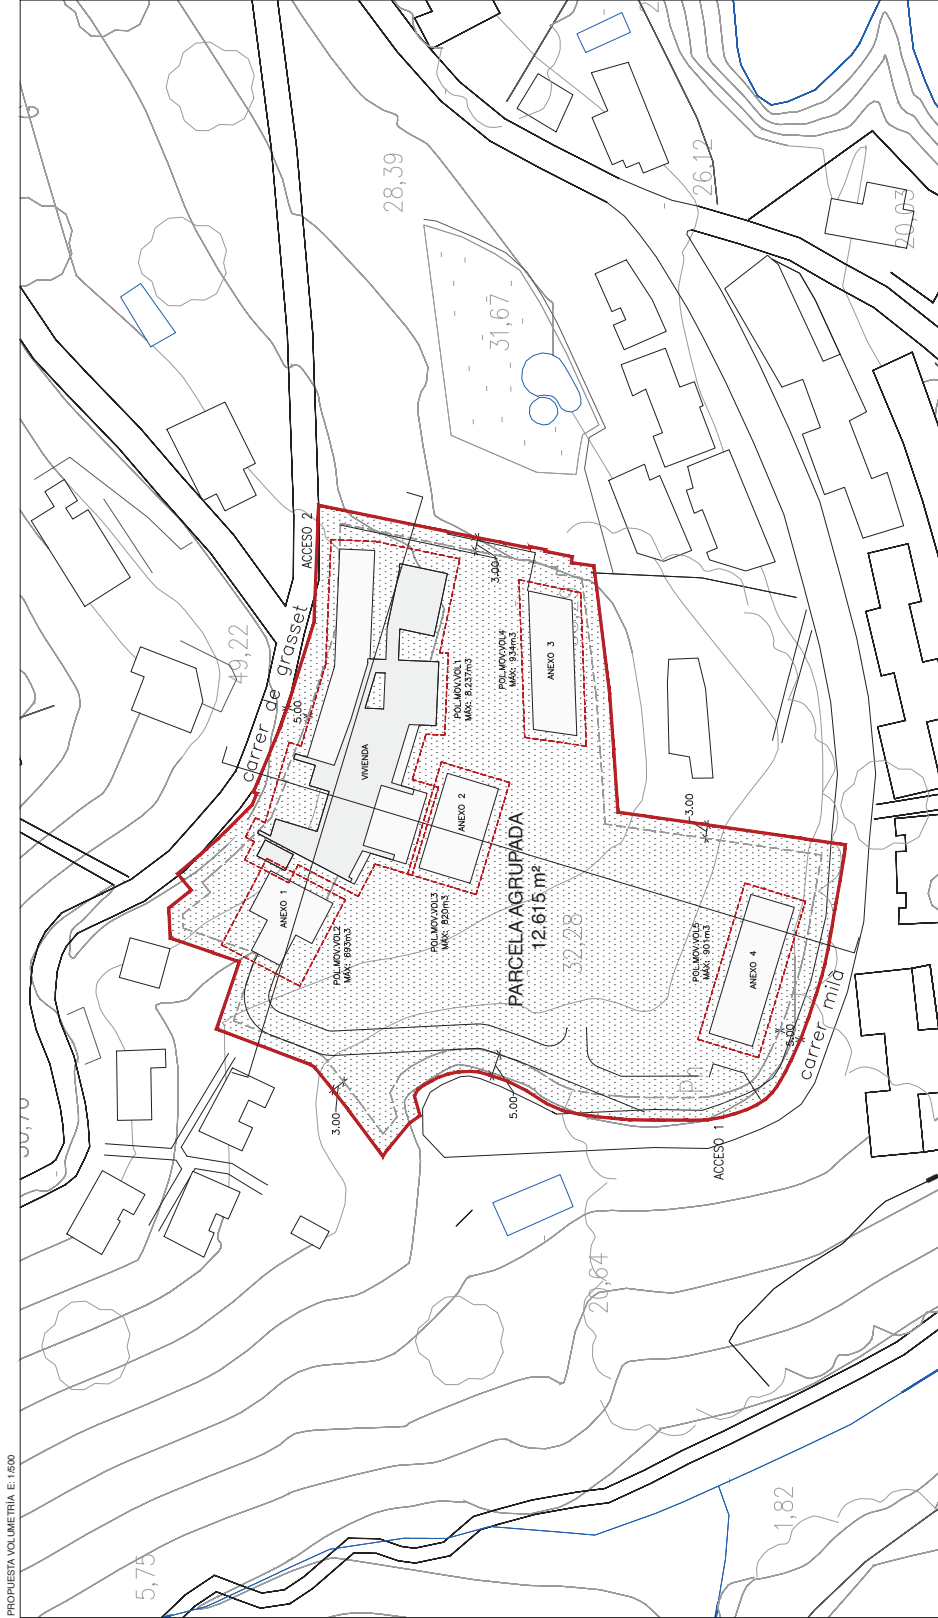 PROPUESTA VOLUMETRÍA E: 1/500
28,39
26,12
20,03
31,67
49,22
ACCESO 2
carrer de grasset
5.00
3.00
VIVIENDA
POL.MOV.VOL1
MÁX: 8.237m3
POL.MOV.VOL4
MÁX: 934m3
ANEXO 3
ANEXO 2
ANEXO 1
POL.MOV.VOL2
MÁX: 693m3
POL.MOV.VOL3
MÁX: 820m3
PARCELA AGRUPADA
12.615 m²
32,28
3.00
POL.MOV.VOL5
MÁX: 901m3
ANEXO 4
5.00
carrer milà
3.00
5.00
ACCESO 1
20,64
5,75
1,82